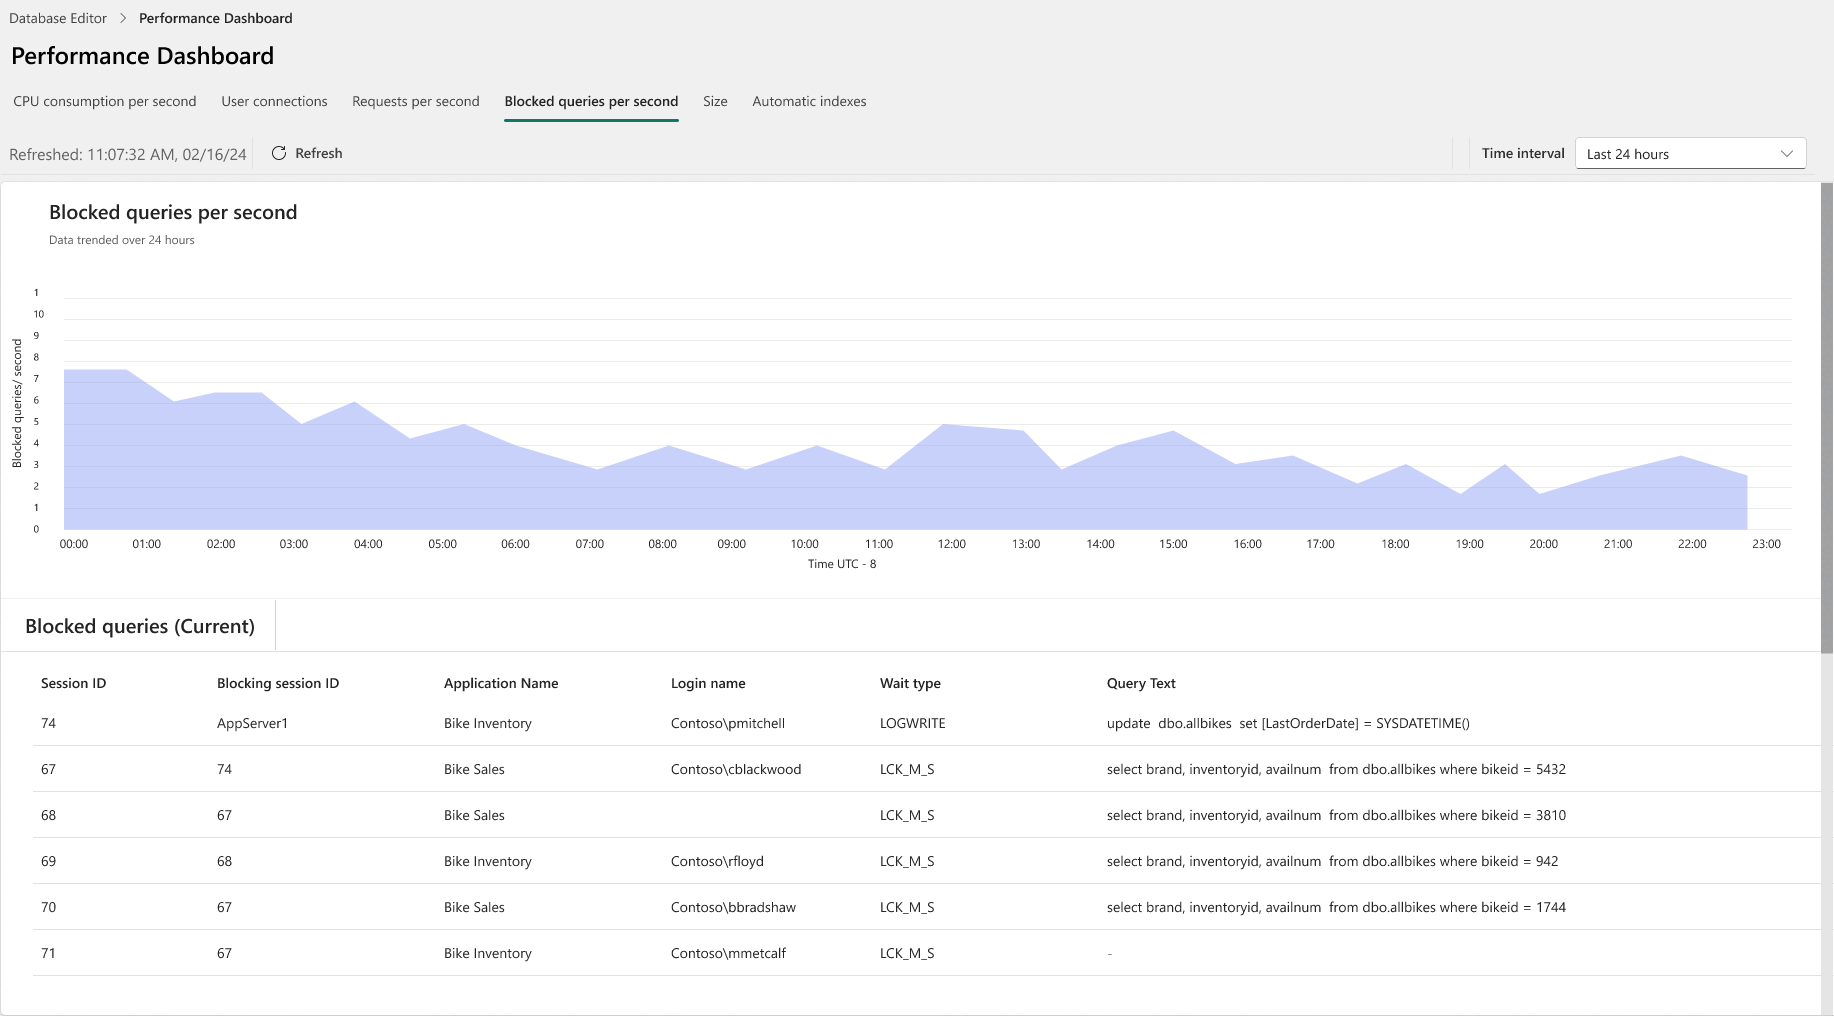 Database Editor > Performance Dashboard
Performance Dashboard
CPU consumption per second User connections Requests per second Blocked queries per second Size Automatic indexes
Refreshed: 11:07:32 AM, 02/16/24 Refresh Time interval Last 24 hours
Blocked queries per second
Data trended over 24 hours
Blocked queries/ second
1
10
9
8
7
6
5
4
3
2
1
0
00:00 01:00 02:00 03:00 04:00 05:00 06:00 07:00 08:00 09:00 10:00 11:00 12:00 13:00 14:00 15:00 16:00 17:00 18:00 19:00 20:00 21:00 22:00 23:00
Time UTC - 8
Blocked queries (Current)
Session ID Blocking session ID Application Name Login name Wait type Query Text
74 AppServer1 Bike Inventory Contoso\pmitchell LOGWRITE update dbo.allbikes set [LastOrderDate] = SYSDATETIME()
67 74 Bike Sales Contoso\cblackwood LCK_M_S select brand, inventoryid, availnum from dbo.allbikes where bikeid = 5432
68 67 Bike Sales LCK_M_S select brand, inventoryid, availnum from dbo.allbikes where bikeid = 3810
69 68 Bike Inventory Contoso\rfloyd LCK_M_S select brand, inventoryid, availnum from dbo.allbikes where bikeid = 942
70 67 Bike Sales Contoso\bbradshaw LCK_M_S select brand, inventoryid, availnum from dbo.allbikes where bikeid = 1744
71 67 Bike Inventory Contoso\mmetcalf LCK_M_S -